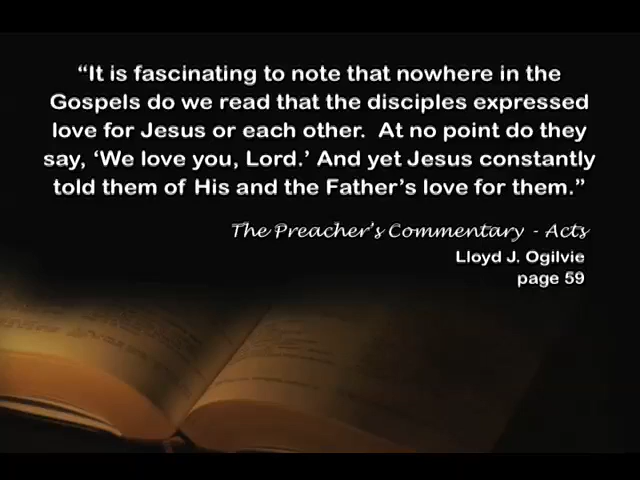 “It is fascinating to note that nowhere in the
Gospels do we read that the disciples expressed
love for Jesus or each other. At no point do they
say, ‘We love you, Lord.’ And yet Jesus constantly
told them of His and the Father’s love for them.”
The Preacher’s Commentary - Acts
Lloyd J. Ogilvie
page 59